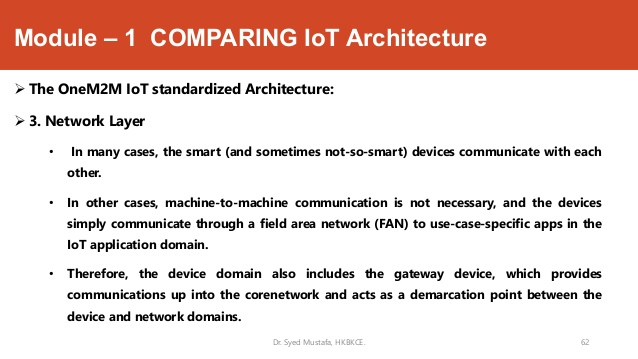 Module – 1 COMPARING IoT Architecture
➢ The OneM2M IoT standardized Architecture:
➢ 3. Network Layer
• In many cases, the smart (and sometimes not-so-smart) devices communicate with each
other.
• In other cases, machine-to-machine communication is not necessary, and the devices
simply communicate through a field area network (FAN) to use-case-specific apps in the
IoT application domain.
• Therefore, the device domain also includes the gateway device, which provides
communications up into the corenetwork and acts as a demarcation point between the
device and network domains.
Dr. Syed Mustafa, HKBKCE. 62